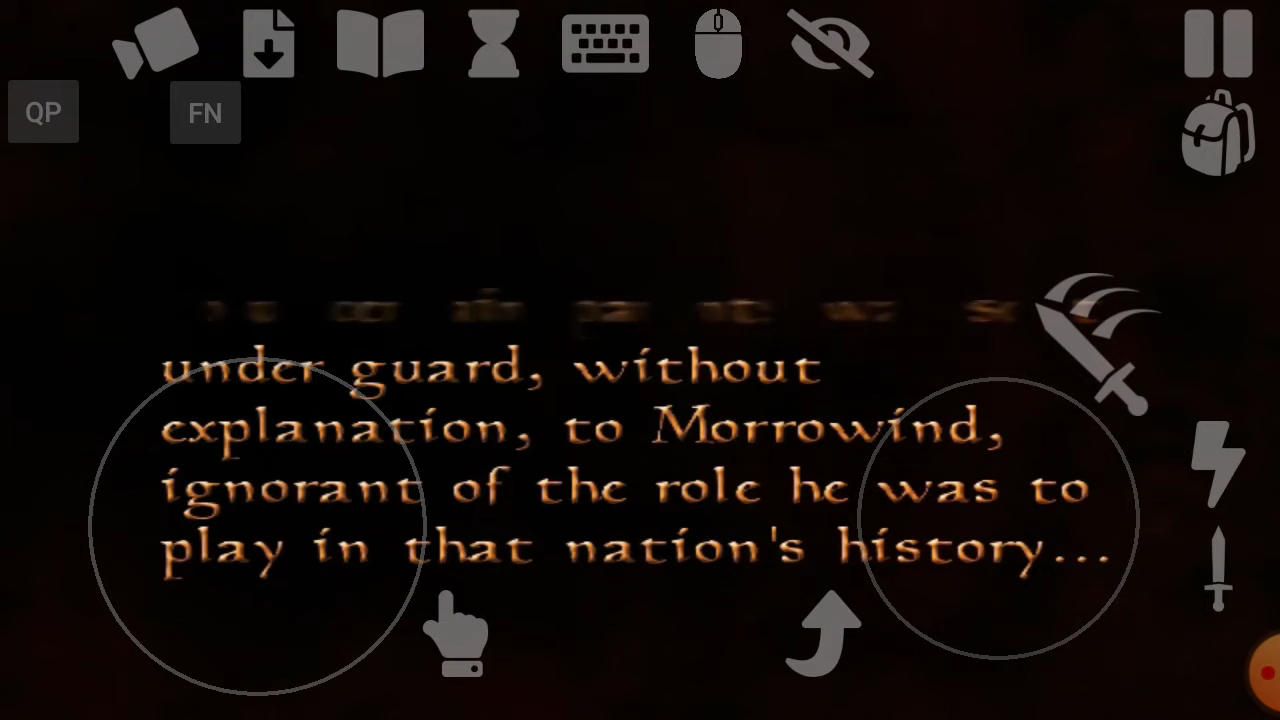 QP
FN
under guard, without
explanation, to Morrowind,
ignorant of the role he was to
play in that nation's history...